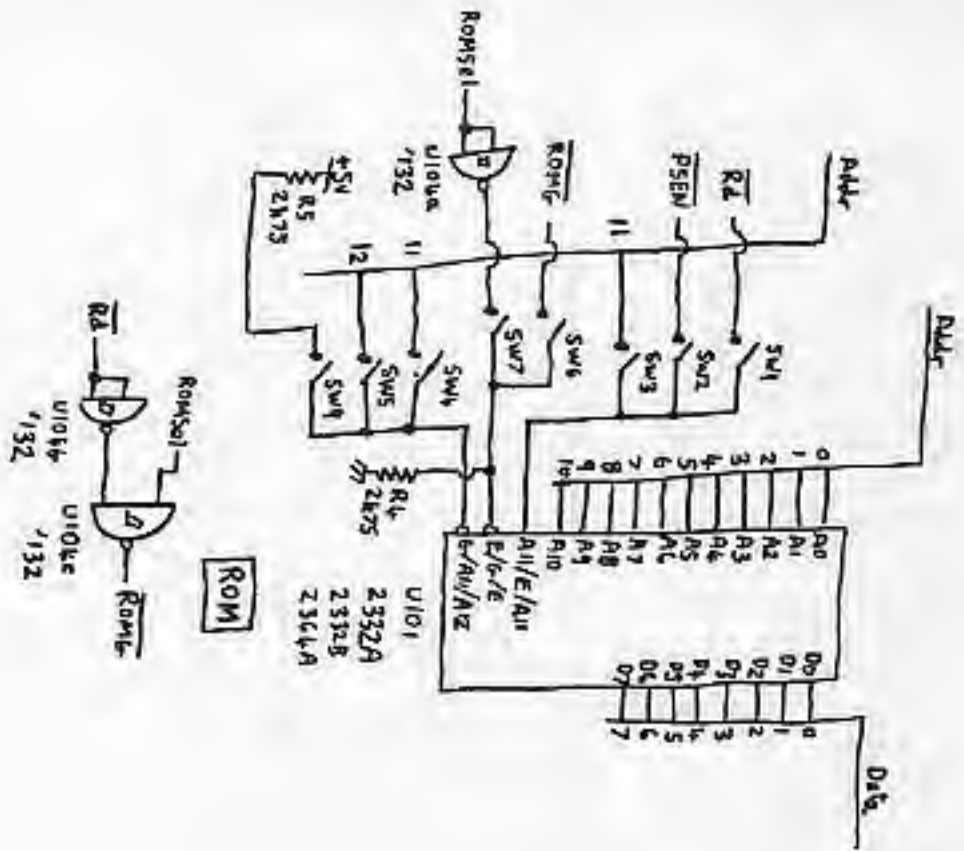 Addr
Addr
Data
Rd
PSEN
11
ROMG
ROMSel
U104a
'132
11
12
+5V
R5
2k75
SW1
SW2
SW3
SW6
SW7
SW4
SW5
SW9
R4
2k75
0
1
2
3
4
5
6
7
8
9
10
A0
A1
A2
A3
A4
A5
A6
A7
A8
A9
A10
A11/E/A11
E/G/E
G/A11/A12
D0
D1
D2
D3
D4
D5
D6
D7
0
1
2
3
4
5
6
7
U101
2332A
2332B
2364A
ROM
ROMSel
Rd
U104b
'132
U104c
'132
ROMG